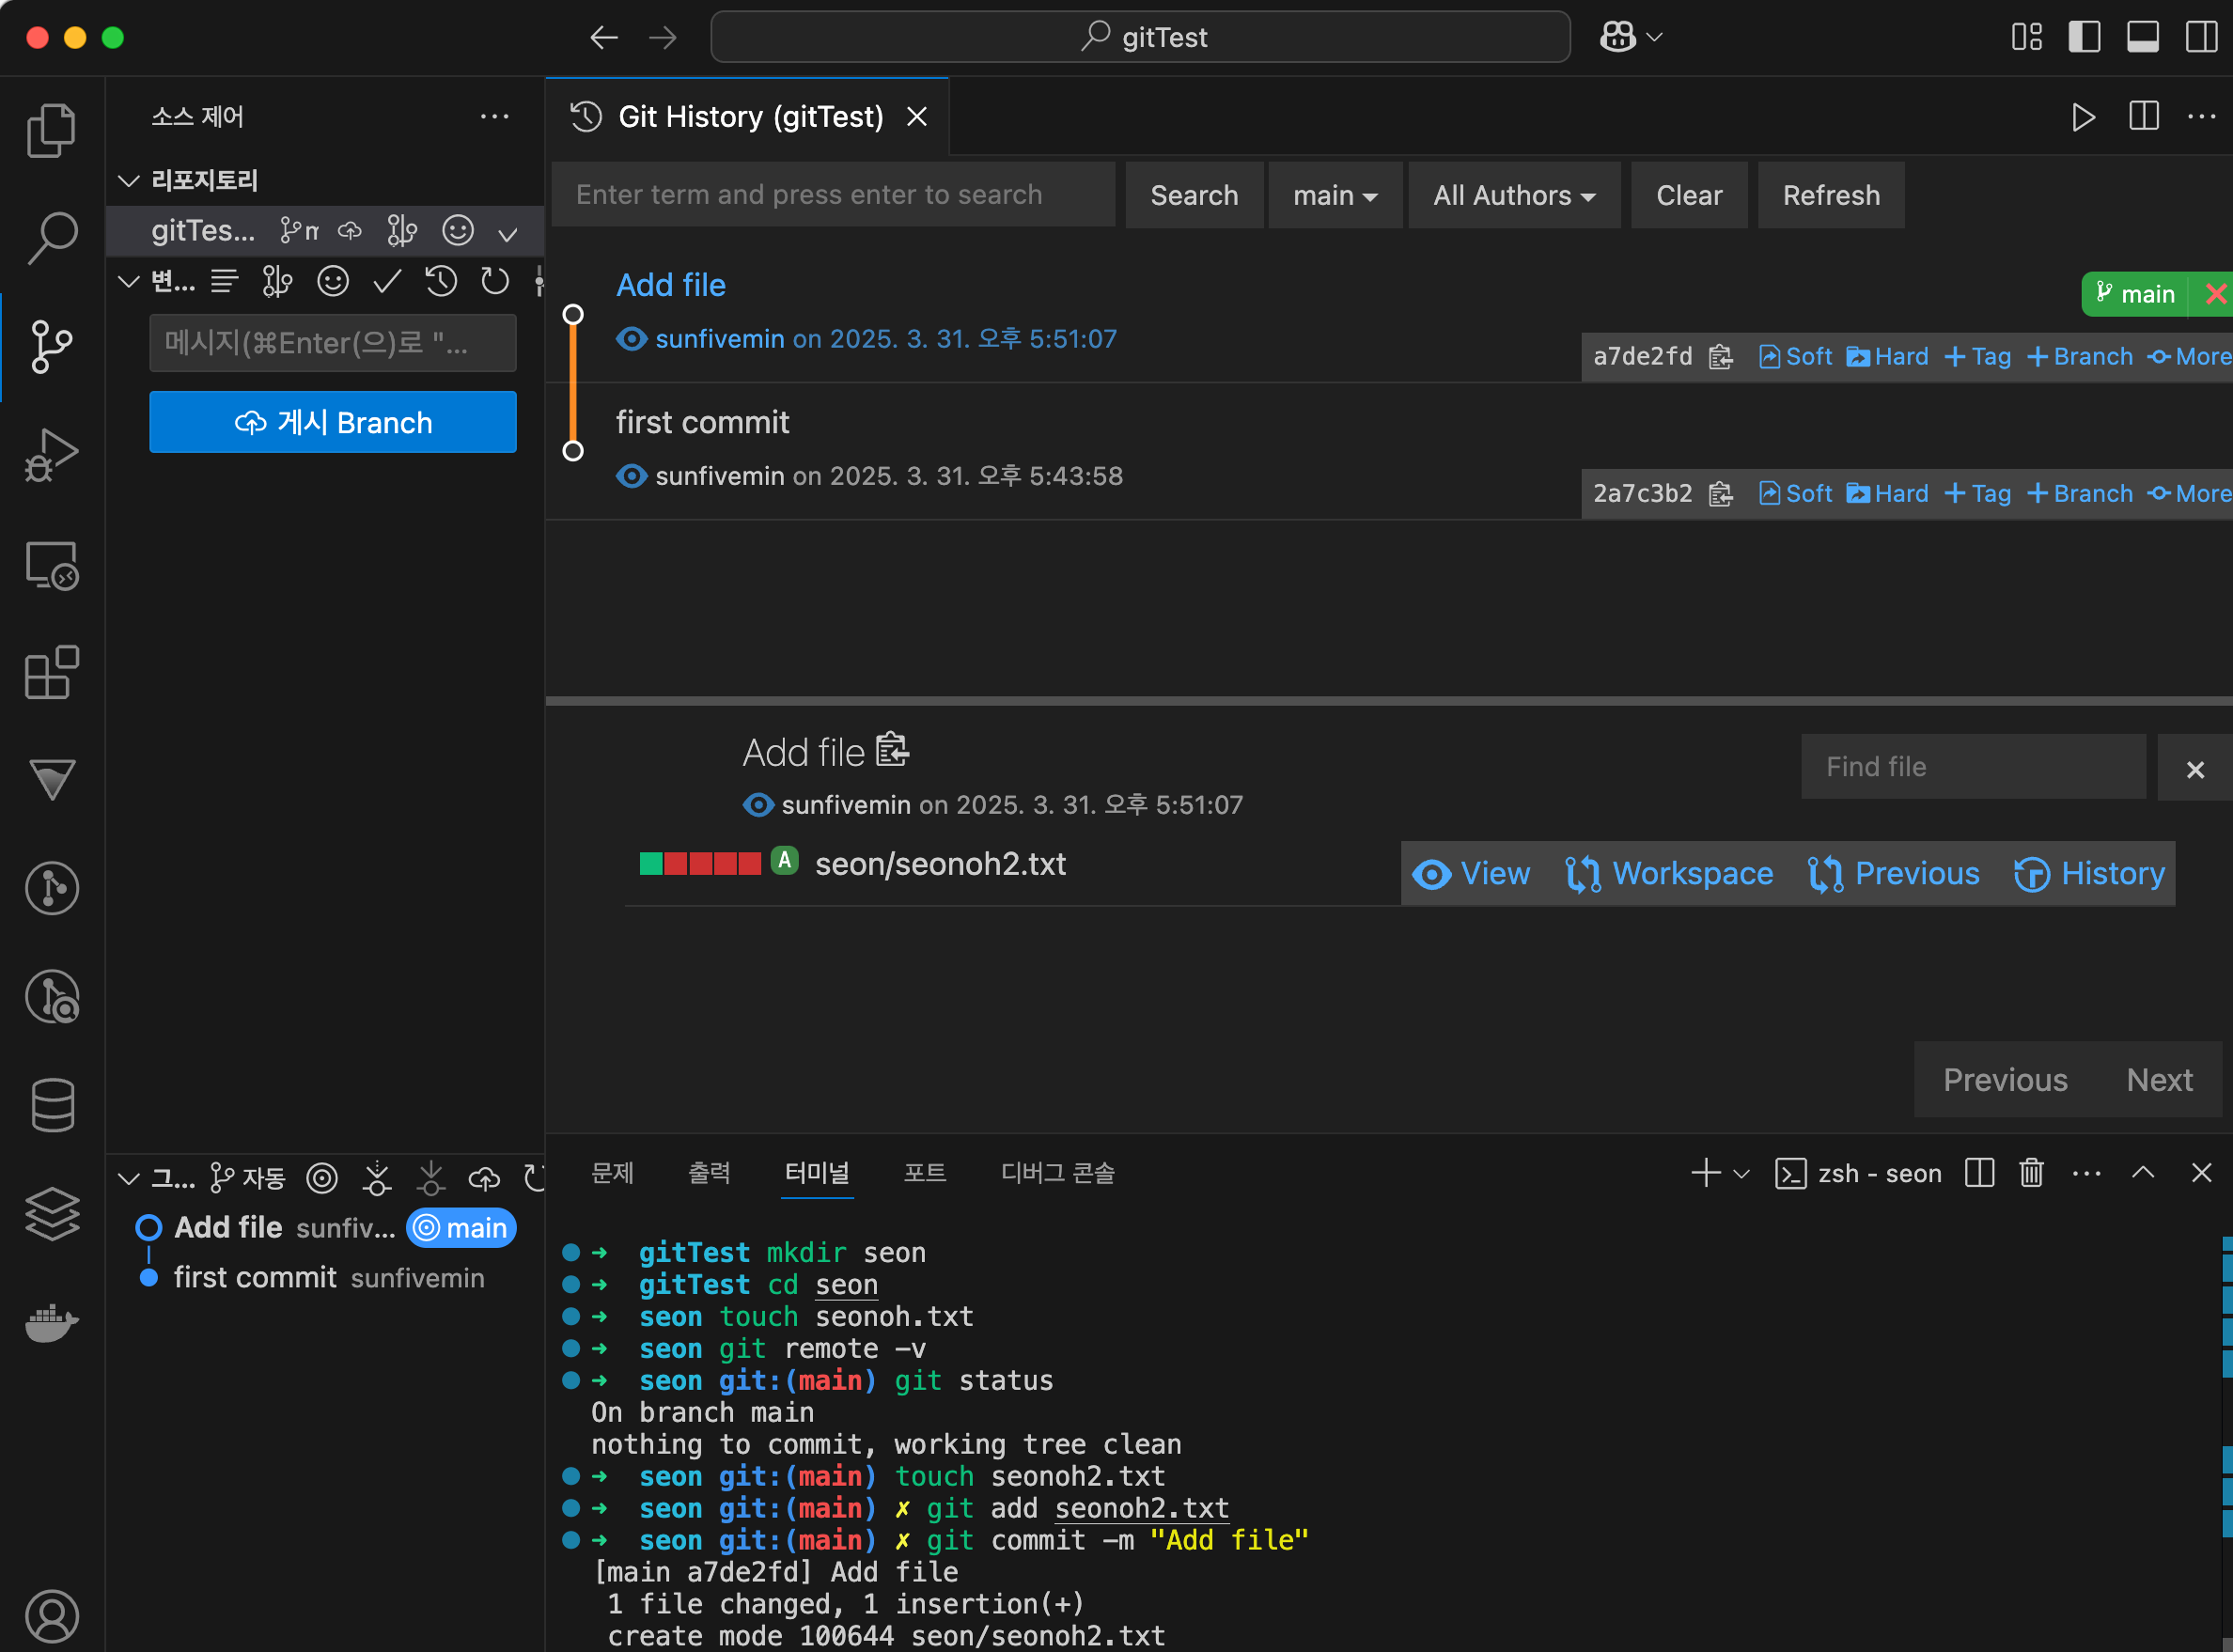 gitTest
소스 제어
Git History (gitTest)
리포지토리
gitTes...
변...
메시지(⌘Enter(으)로 "...
게시 Branch
Enter term and press enter to search
Search
main
All Authors
Clear
Refresh
Add file
main
sunfivemin on 2025. 3. 31. 오후 5:51:07
a7de2fd Soft Hard Tag Branch More
first commit
sunfivemin on 2025. 3. 31. 오후 5:43:58
2a7c3b2 Soft Hard Tag Branch More
Add file
Find file
sunfivemin on 2025. 3. 31. 오후 5:51:07
A seon/seonoh2.txt
View Workspace Previous History
Previous Next
그... 자동
Add file sunfiv... main
first commit sunfivemin
문제 출력 터미널 포트 디버그 콘솔
zsh - seon
➜ gitTest mkdir seon
➜ gitTest cd seon
➜ seon touch seonoh.txt
➜ seon git remote -v
➜ seon git:(main) git status
On branch main
nothing to commit, working tree clean
➜ seon git:(main) touch seonoh2.txt
➜ seon git:(main) ✗ git add seonoh2.txt
➜ seon git:(main) ✗ git commit -m "Add file"
[main a7de2fd] Add file
1 file changed, 1 insertion(+)
create mode 100644 seon/seonoh2.txt